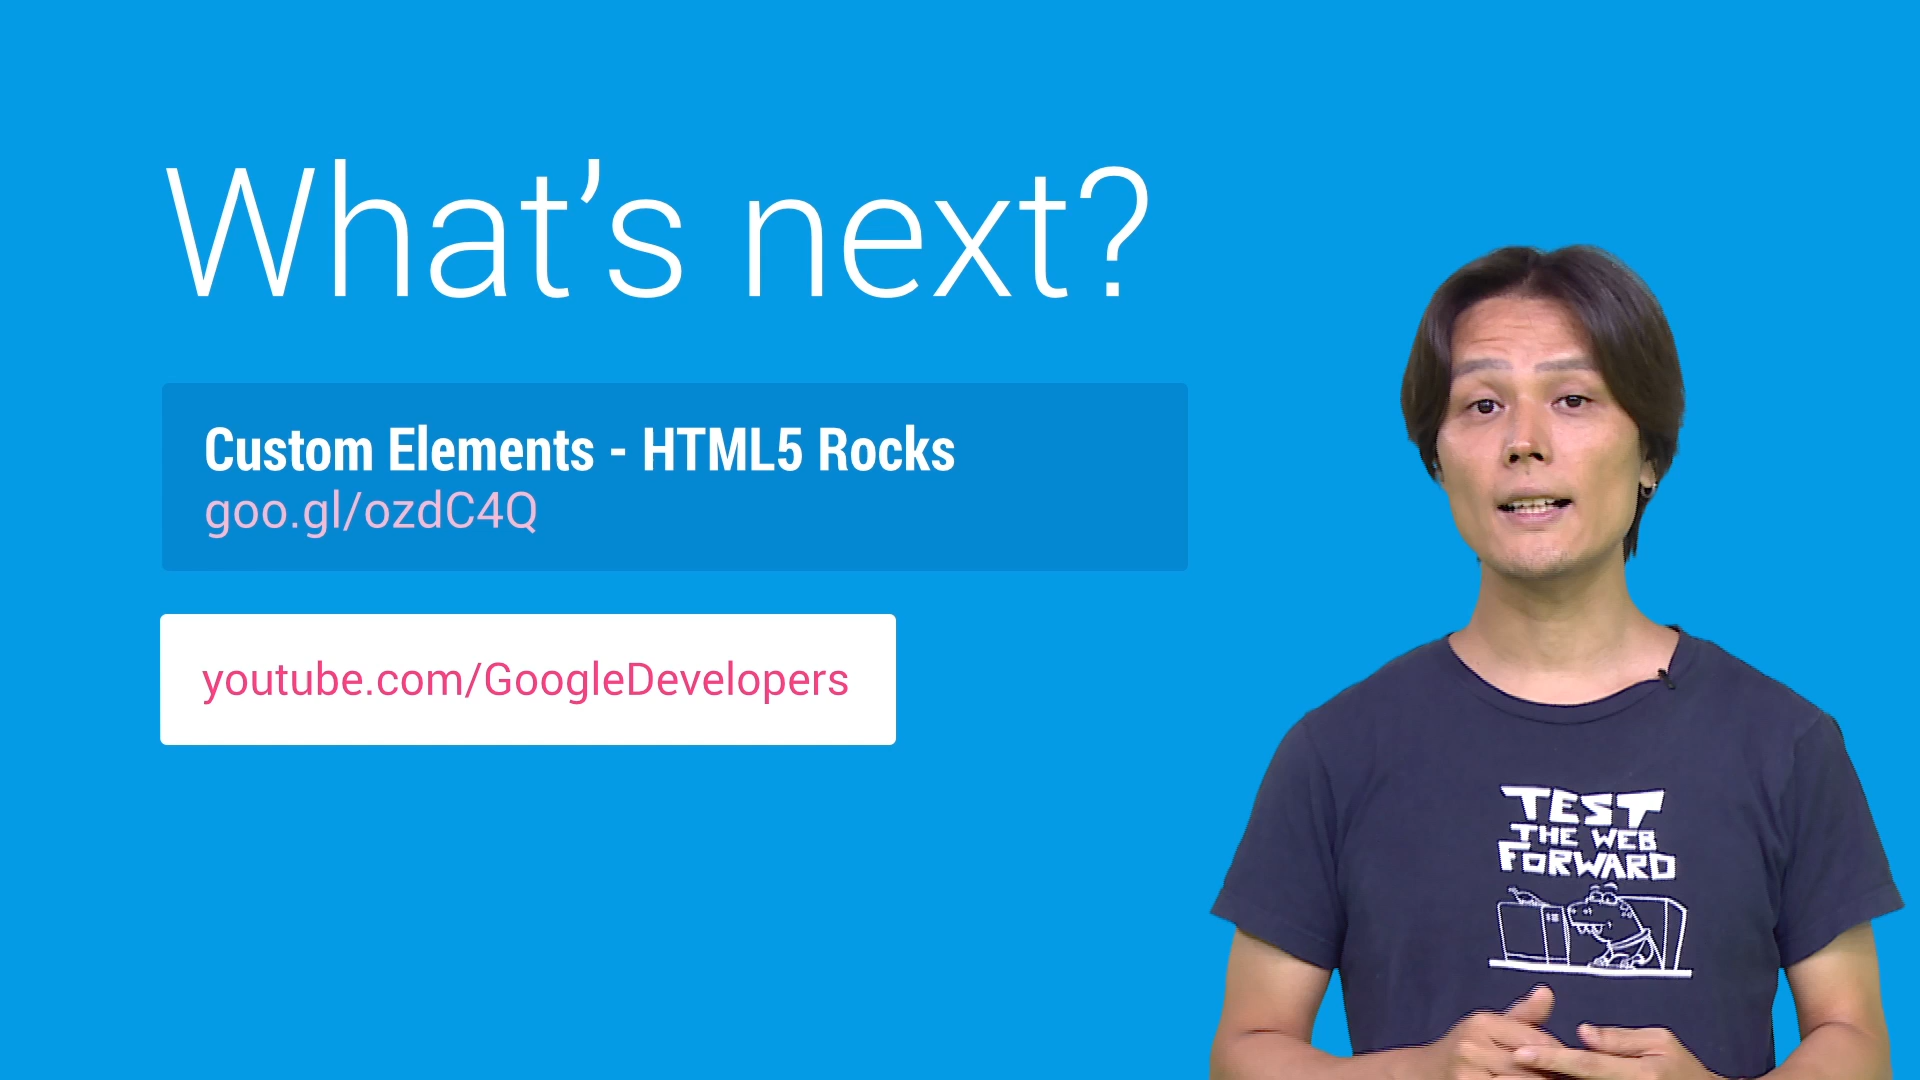 What’s next?
Custom Elements - HTML5 Rocks
goo.gl/ozdC4Q
youtube.com/GoogleDevelopers
TEST
THE WEB
FORWARD